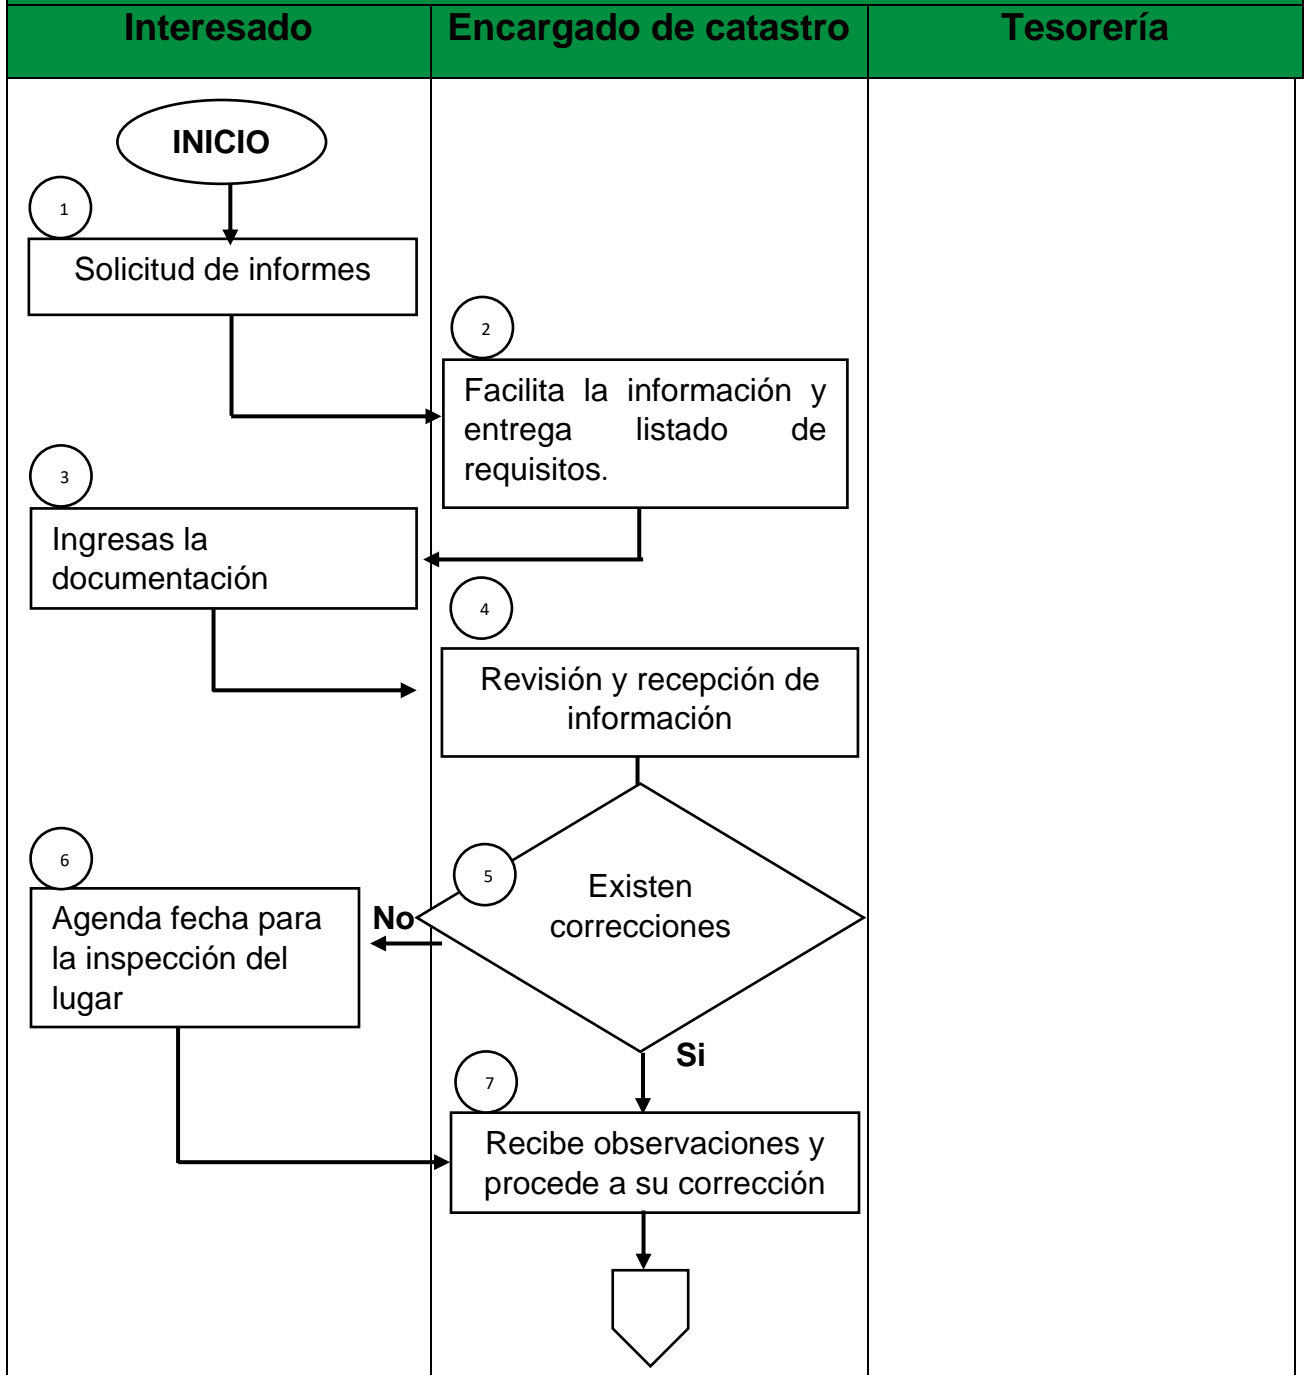 Interesado
Encargado de catastro
Tesorería
INICIO
1
Solicitud de informes
2
Facilita la información y
entrega listado de
requisitos.
3
Ingresas la
documentación
4
Revisión y recepción de
información
5
Existen
correcciones
No
6
Agenda fecha para
la inspección del
lugar
Si
7
Recibe observaciones y
procede a su corrección